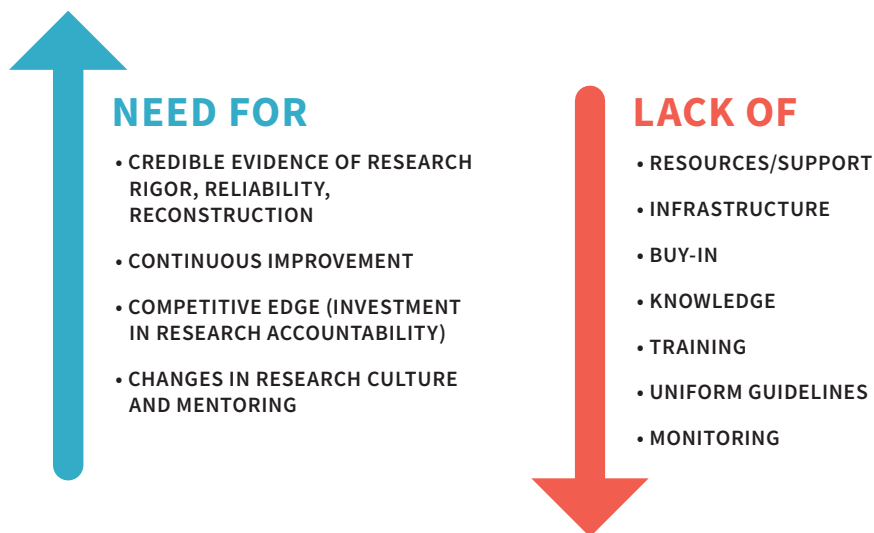 NEED FOR
• CREDIBLE EVIDENCE OF RESEARCH
RIGOR, RELIABILITY,
RECONSTRUCTION
• CONTINUOUS IMPROVEMENT
• COMPETITIVE EDGE (INVESTMENT
IN RESEARCH ACCOUNTABILITY)
• CHANGES IN RESEARCH CULTURE
AND MENTORING
LACK OF
• RESOURCES/SUPPORT
• INFRASTRUCTURE
• BUY-IN
• KNOWLEDGE
• TRAINING
• UNIFORM GUIDELINES
• MONITORING